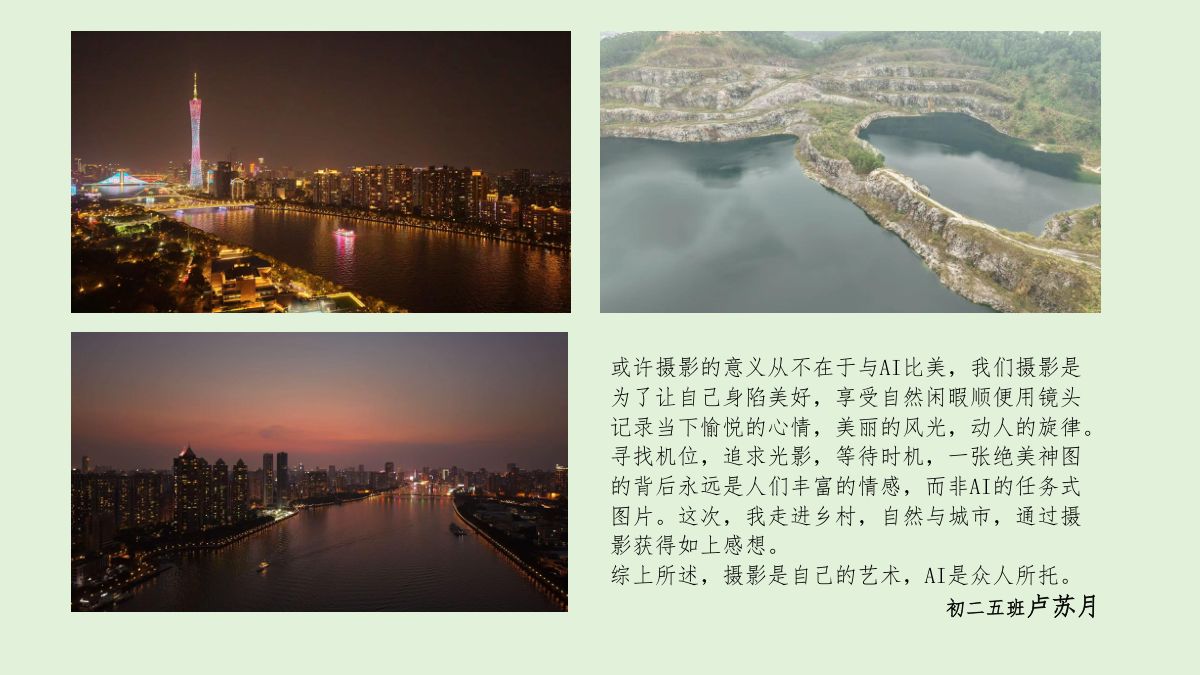 或许摄影的意义从不在于与AI比美，我们摄影是
为了让自己身陷美好，享受自然闲暇顺便用镜头
记录当下愉悦的心情，美丽的风光，动人的旋律。
寻找机位，追求光影，等待时机，一张绝美神图
的背后永远是人们丰富的情感，而非AI的任务式
图片。这次，我走进乡村，自然与城市，通过摄
影获得如上感想。
综上所述，摄影是自己的艺术，AI是众人所托。
初二五班卢苏月